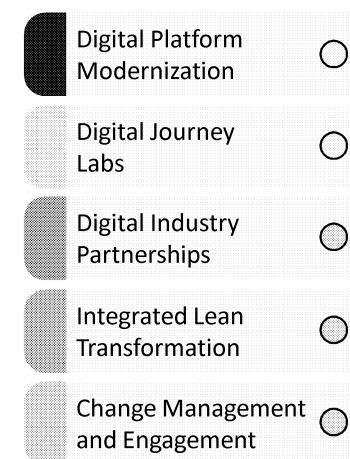 Digital Platform
Modernization
Digital Journey
Labs
Digital Industry
Partnerships
Integrated Lean
Transformation
Change Management
and Engagement